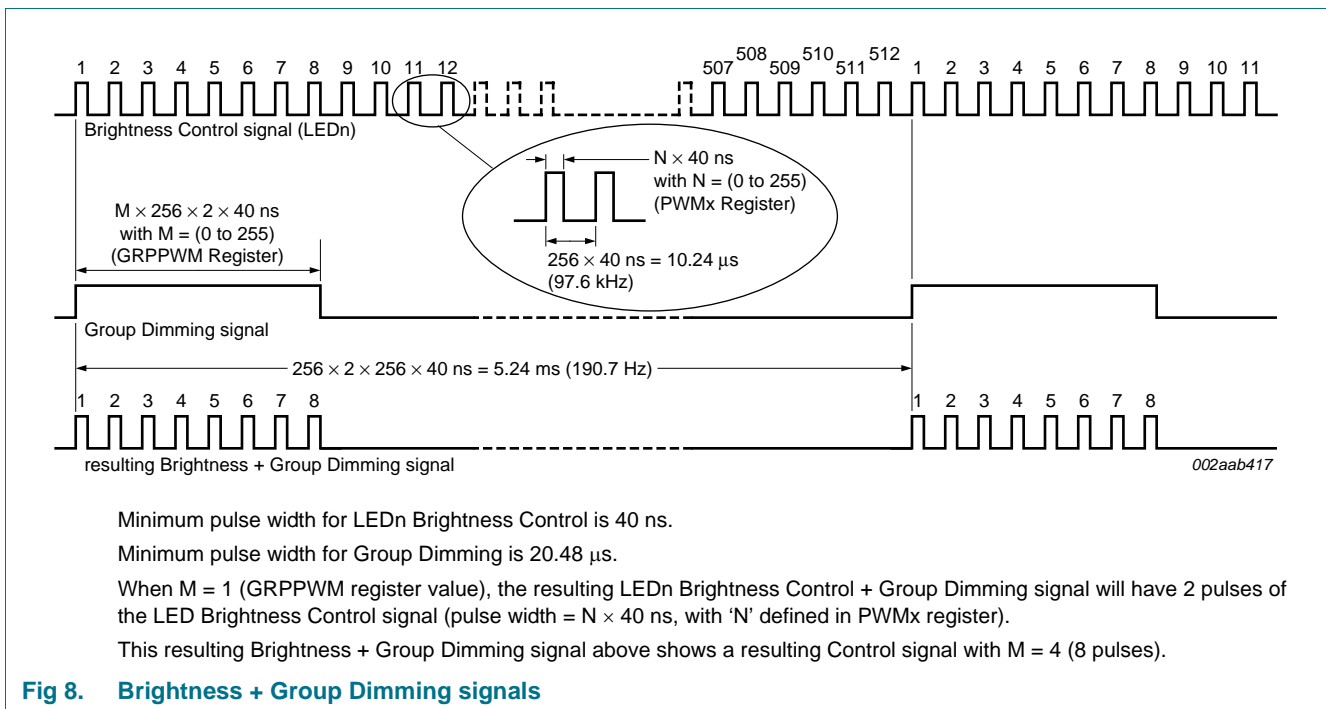 1 2 3 4 5 6 7 8 9 10 11 12 507 508 509 510 511 512 1 2 3 4 5 6 7 8 9 10 11
Brightness Control signal (LEDn)
N × 40 ns
with N = (0 to 255)
(PWMx Register)
256 × 40 ns = 10.24 μs
(97.6 kHz)
M × 256 × 2 × 40 ns
with M = (0 to 255)
(GRPPWM Register)
Group Dimming signal
256 × 2 × 256 × 40 ns = 5.24 ms (190.7 Hz)
1 2 3 4 5 6 7 8 1 2 3 4 5 6 7 8
resulting Brightness + Group Dimming signal
002aab417
Minimum pulse width for LEDn Brightness Control is 40 ns.
Minimum pulse width for Group Dimming is 20.48 μs.
When M = 1 (GRPPWM register value), the resulting LEDn Brightness Control + Group Dimming signal will have 2 pulses of
the LED Brightness Control signal (pulse width = N × 40 ns, with ‘N’ defined in PWMx register).
This resulting Brightness + Group Dimming signal above shows a resulting Control signal with M = 4 (8 pulses).
Fig 8. Brightness + Group Dimming signals